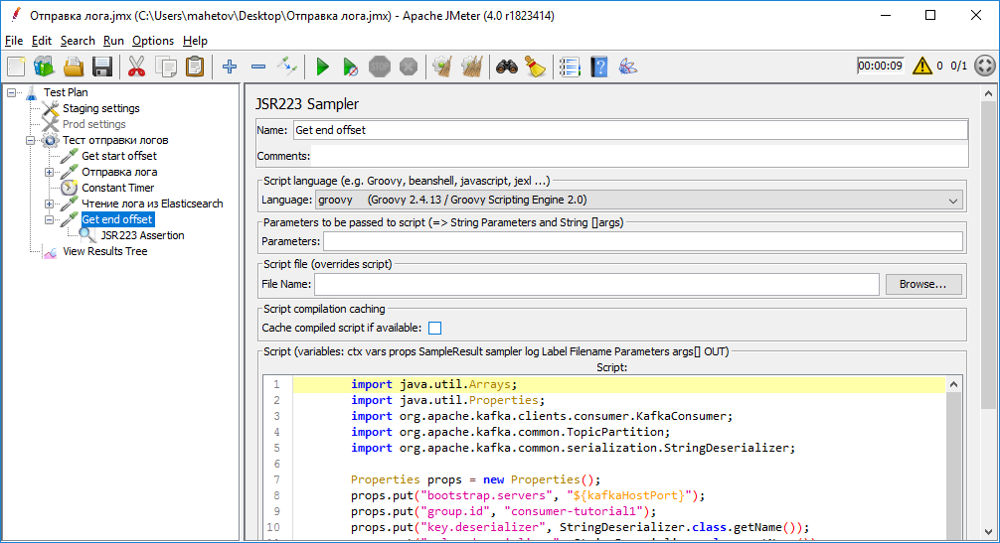 Отправка лога.jmx (C:\Users\mahetov\Desktop\Отправка лога.jmx) - Apache JMeter (4.0 r1823414)
File Edit Search Run Options Help
00:00:09 0 0/1
Test Plan
Staging settings
Prod settings
Тест отправки логов
Get start offset
Отправка лога
Constant Timer
Чтение лога из Elasticsearch
Get end offset
JSR223 Assertion
View Results Tree
JSR223 Sampler
Name: Get end offset
Comments:
Script language (e.g. Groovy, beanshell, javascript, jexl ...)
Language: groovy (Groovy 2.4.13 / Groovy Scripting Engine 2.0)
Parameters to be passed to script (=> String Parameters and String []args)
Parameters:
Script file (overrides script)
File Name: Browse...
Script compilation caching
Cache compiled script if available:
Script (variables: ctx vars props SampleResult sampler log Label Filename Parameters args[] OUT)
Script:
1 import java.util.Arrays;
2 import java.util.Properties;
3 import org.apache.kafka.clients.consumer.KafkaConsumer;
4 import org.apache.kafka.common.TopicPartition;
5 import org.apache.kafka.common.serialization.StringDeserializer;
6
7 Properties props = new Properties();
8 props.put("bootstrap.servers", "${kafkaHostPort}");
9 props.put("group.id", "consumer-tutorial1");
10 props.put("key.deserializer", StringDeserializer.class.getName());